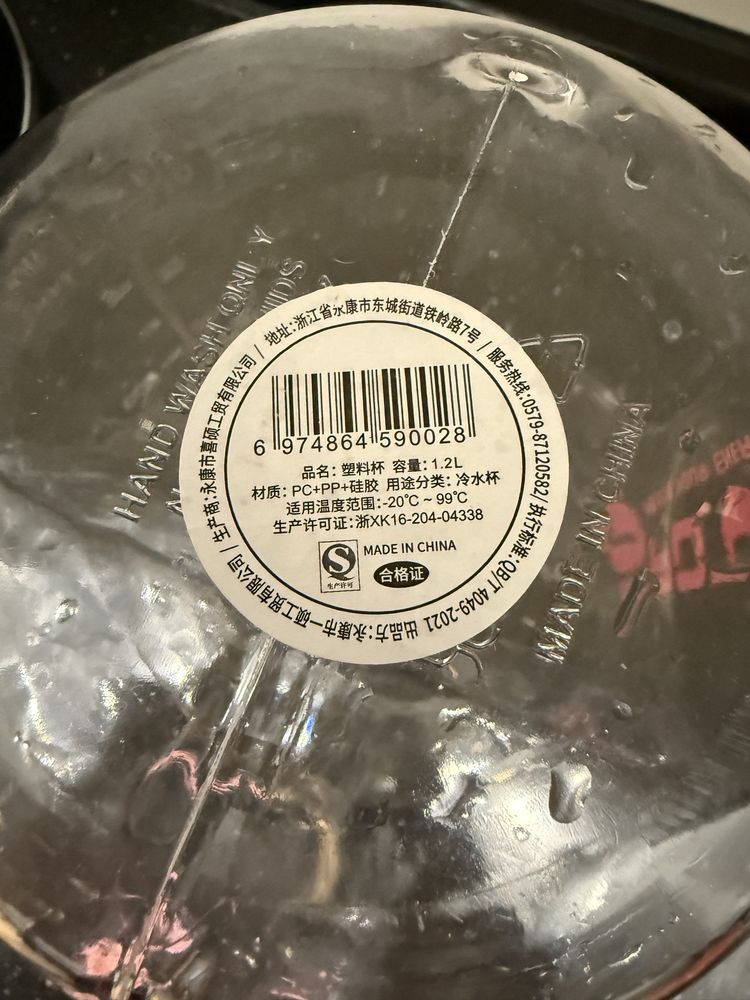 生产商:永康市喜硕工贸有限公司 / 地址:浙江省永康市东城街道铁岭路7号 / 服务热线:0579-87120582/ 执行标准:QB/T 4049-2021 出品方:永康市一硕工贸有限公司 /
6 974864 590028
品名: 塑料杯 容量: 1.2L
材质: PC+PP+硅胶 用途分类: 冷水杯
适用温度范围:-20℃ ~ 99℃
生产许可证: 浙XK16-204-04338
生产许可
MADE IN CHINA
合格证
HAND WASH ONLY
MADE IN CHINA